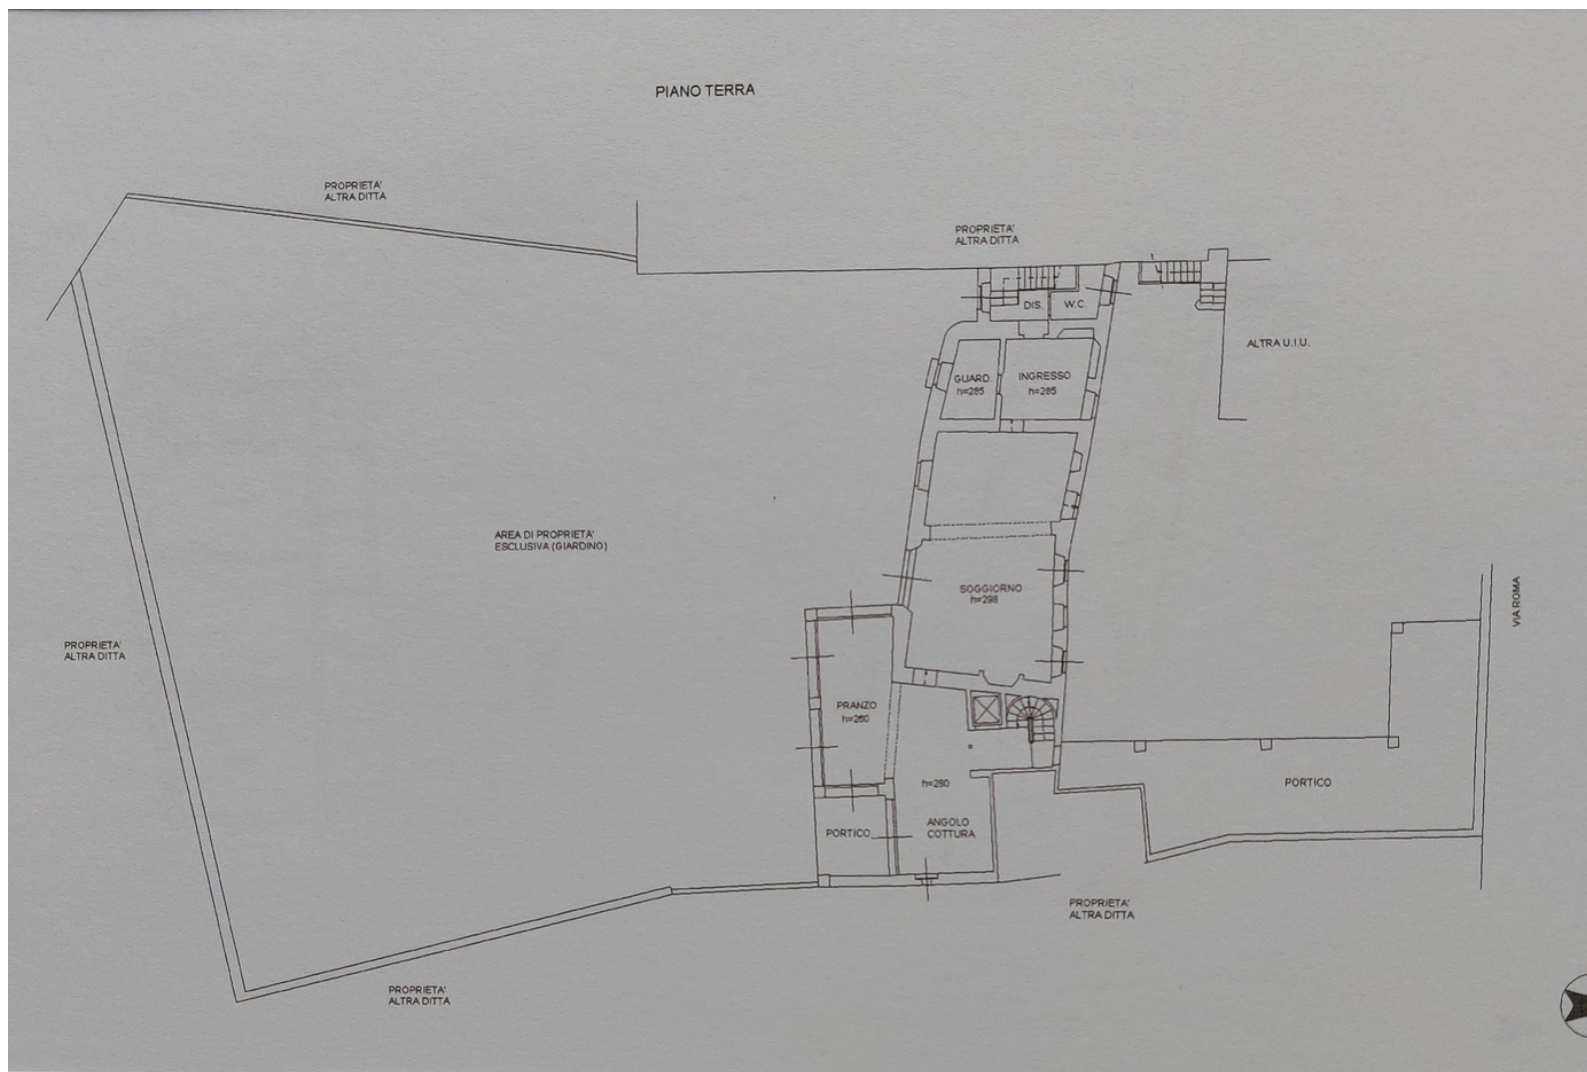 PIANO TERRA
PROPRIETA'
ALTRA DITTA
PROPRIETA'
ALTRA DITTA
DIS.
W.C.
ALTRA U.I.U.
GUARD.
h=285
INGRESSO
h=285
AREA DI PROPRIETA'
ESCLUSIVA (GIARDINO)
SOGGIORNO
h=298
VIA ROMA
PROPRIETA'
ALTRA DITTA
PRANZO
h=260
h=280
PORTICO
ANGOLO
COTTURA
PORTICO
PROPRIETA'
ALTRA DITTA
PROPRIETA'
ALTRA DITTA